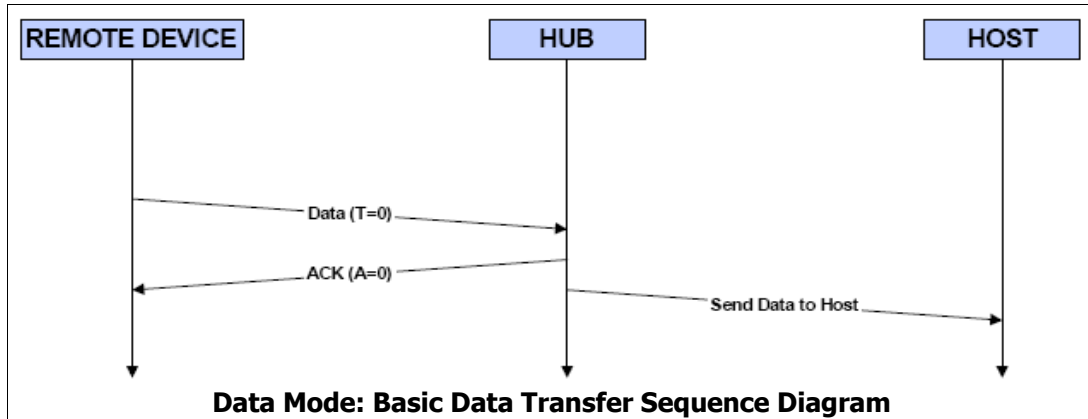 REMOTE DEVICE
HUB
HOST
Data (T=0)
ACK (A=0)
Send Data to Host
Data Mode: Basic Data Transfer Sequence Diagram